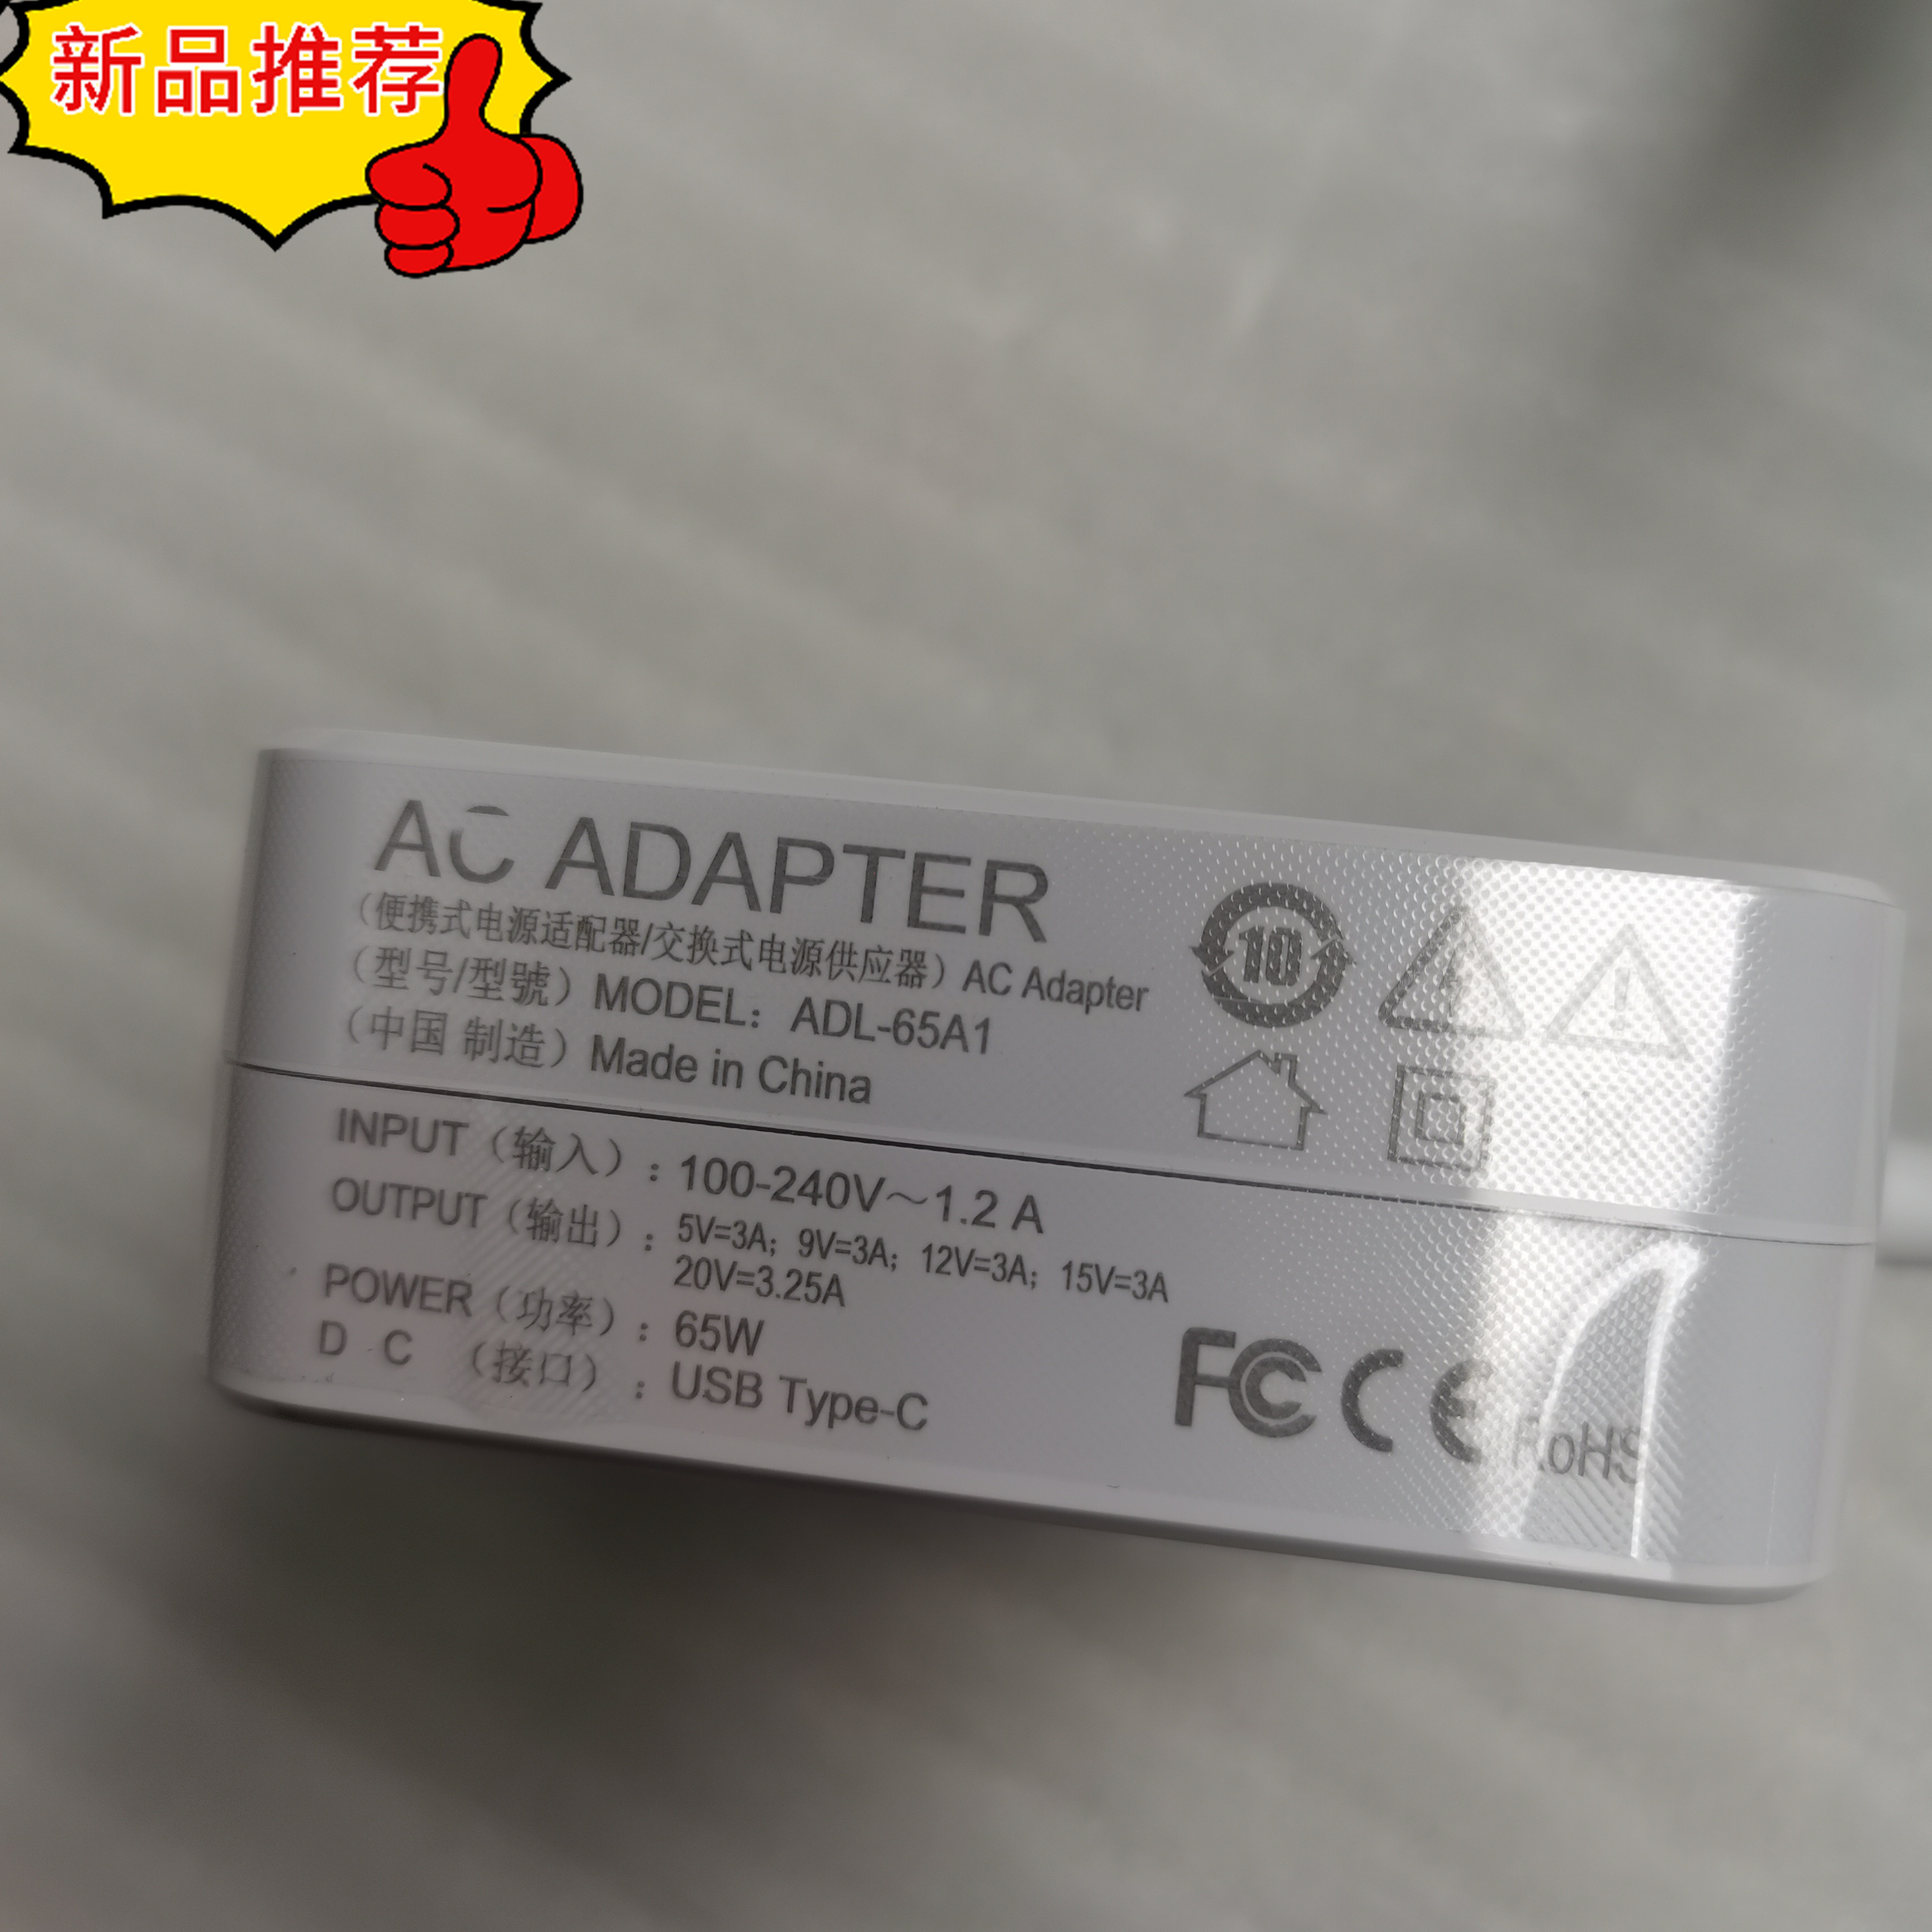 新品推荐
AC ADAPTER
（便携式电源适配器/交换式电源供应器）AC Adapter
（型号/型號）MODEL：ADL-65A1
（中国 制造）Made in China
10
INPUT（输入）：100-240V～1.2 A
OUTPUT（输出）：5V=3A；9V=3A；12V=3A；15V=3A
20V=3.25A
POWER（功率）：65W
D C （接口）：USB Type-C
FC CE RoHS